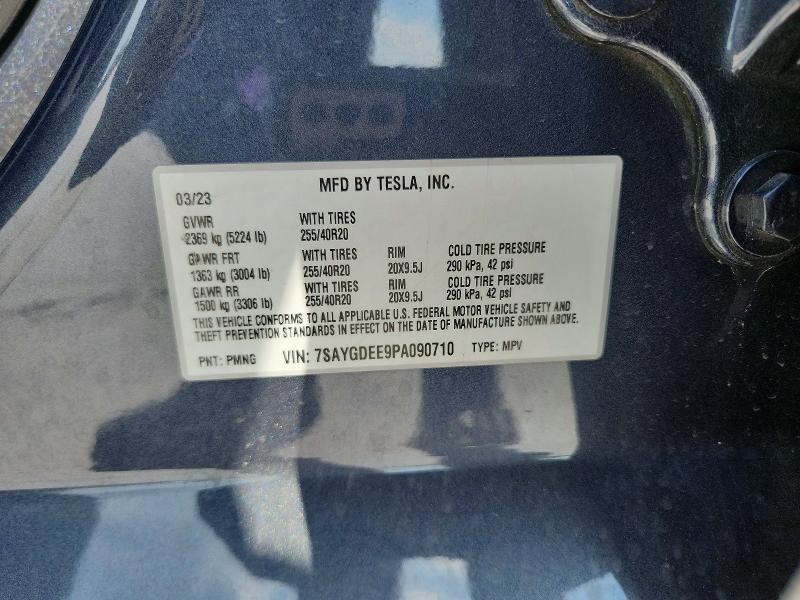 MFD BY TESLA, INC.
03/23
GVWR WITH TIRES
2369 kg (5224 lb) 255/40R20
GAWR FRT WITH TIRES RIM COLD TIRE PRESSURE
1363 kg (3004 lb) 255/40R20 20X9.5J 290 kPa, 42 psi
GAWR RR WITH TIRES RIM COLD TIRE PRESSURE
1500 kg (3306 lb) 255/40R20 20X9.5J 290 kPa, 42 psi
THIS VEHICLE CONFORMS TO ALL APPLICABLE U.S. FEDERAL MOTOR VEHICLE SAFETY AND
THEFT PREVENTION STANDARDS IN EFFECT ON THE DATE OF MANUFACTURE SHOWN ABOVE.
PNT: PMNG VIN: 7SAYGDEE9PA090710 TYPE: MPV